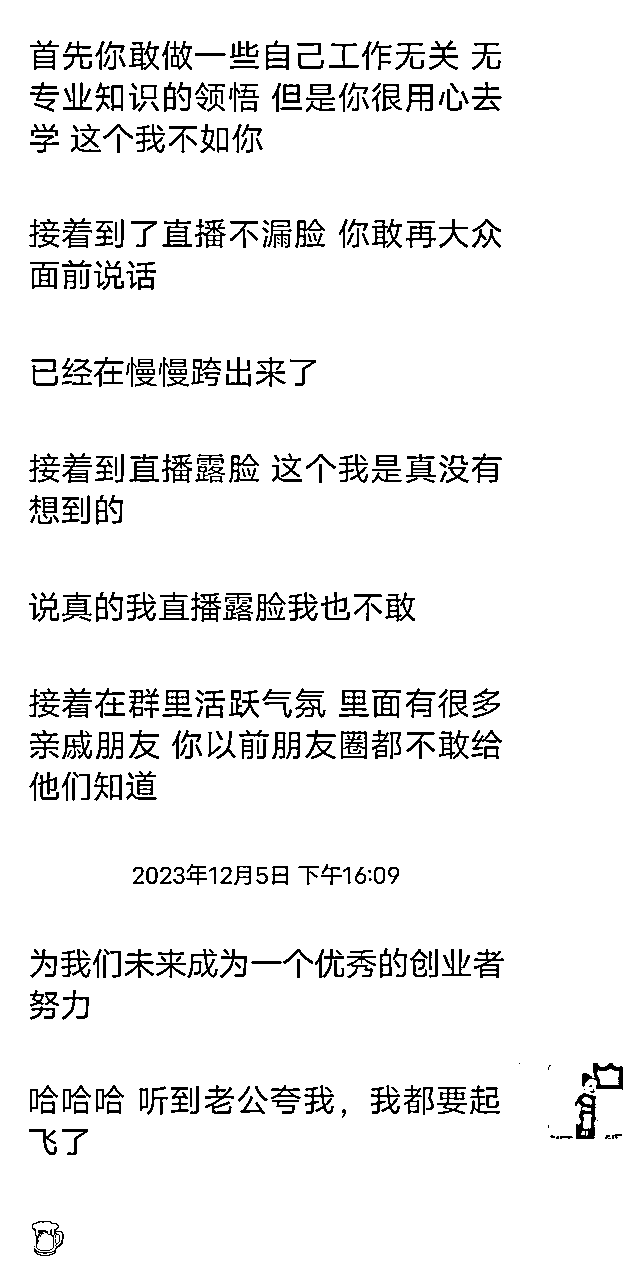 首先你敢做一些自己工作无关 无
专业知识的领悟 但是你很用心去
学 这个我不如你
接着到了直播不漏脸 你敢再大众
面前说话
已经在慢慢跨出来了
接着到直播露脸 这个我是真没有
想到的
说真的我直播露脸我也不敢
接着在群里活跃气氛 里面有很多
亲戚朋友 你以前朋友圈都不敢给
他们知道
2023年12月5日 下午16:09
为我们未来成为一个优秀的创业者
努力
哈哈哈 听到老公夸我，我都要起
飞了